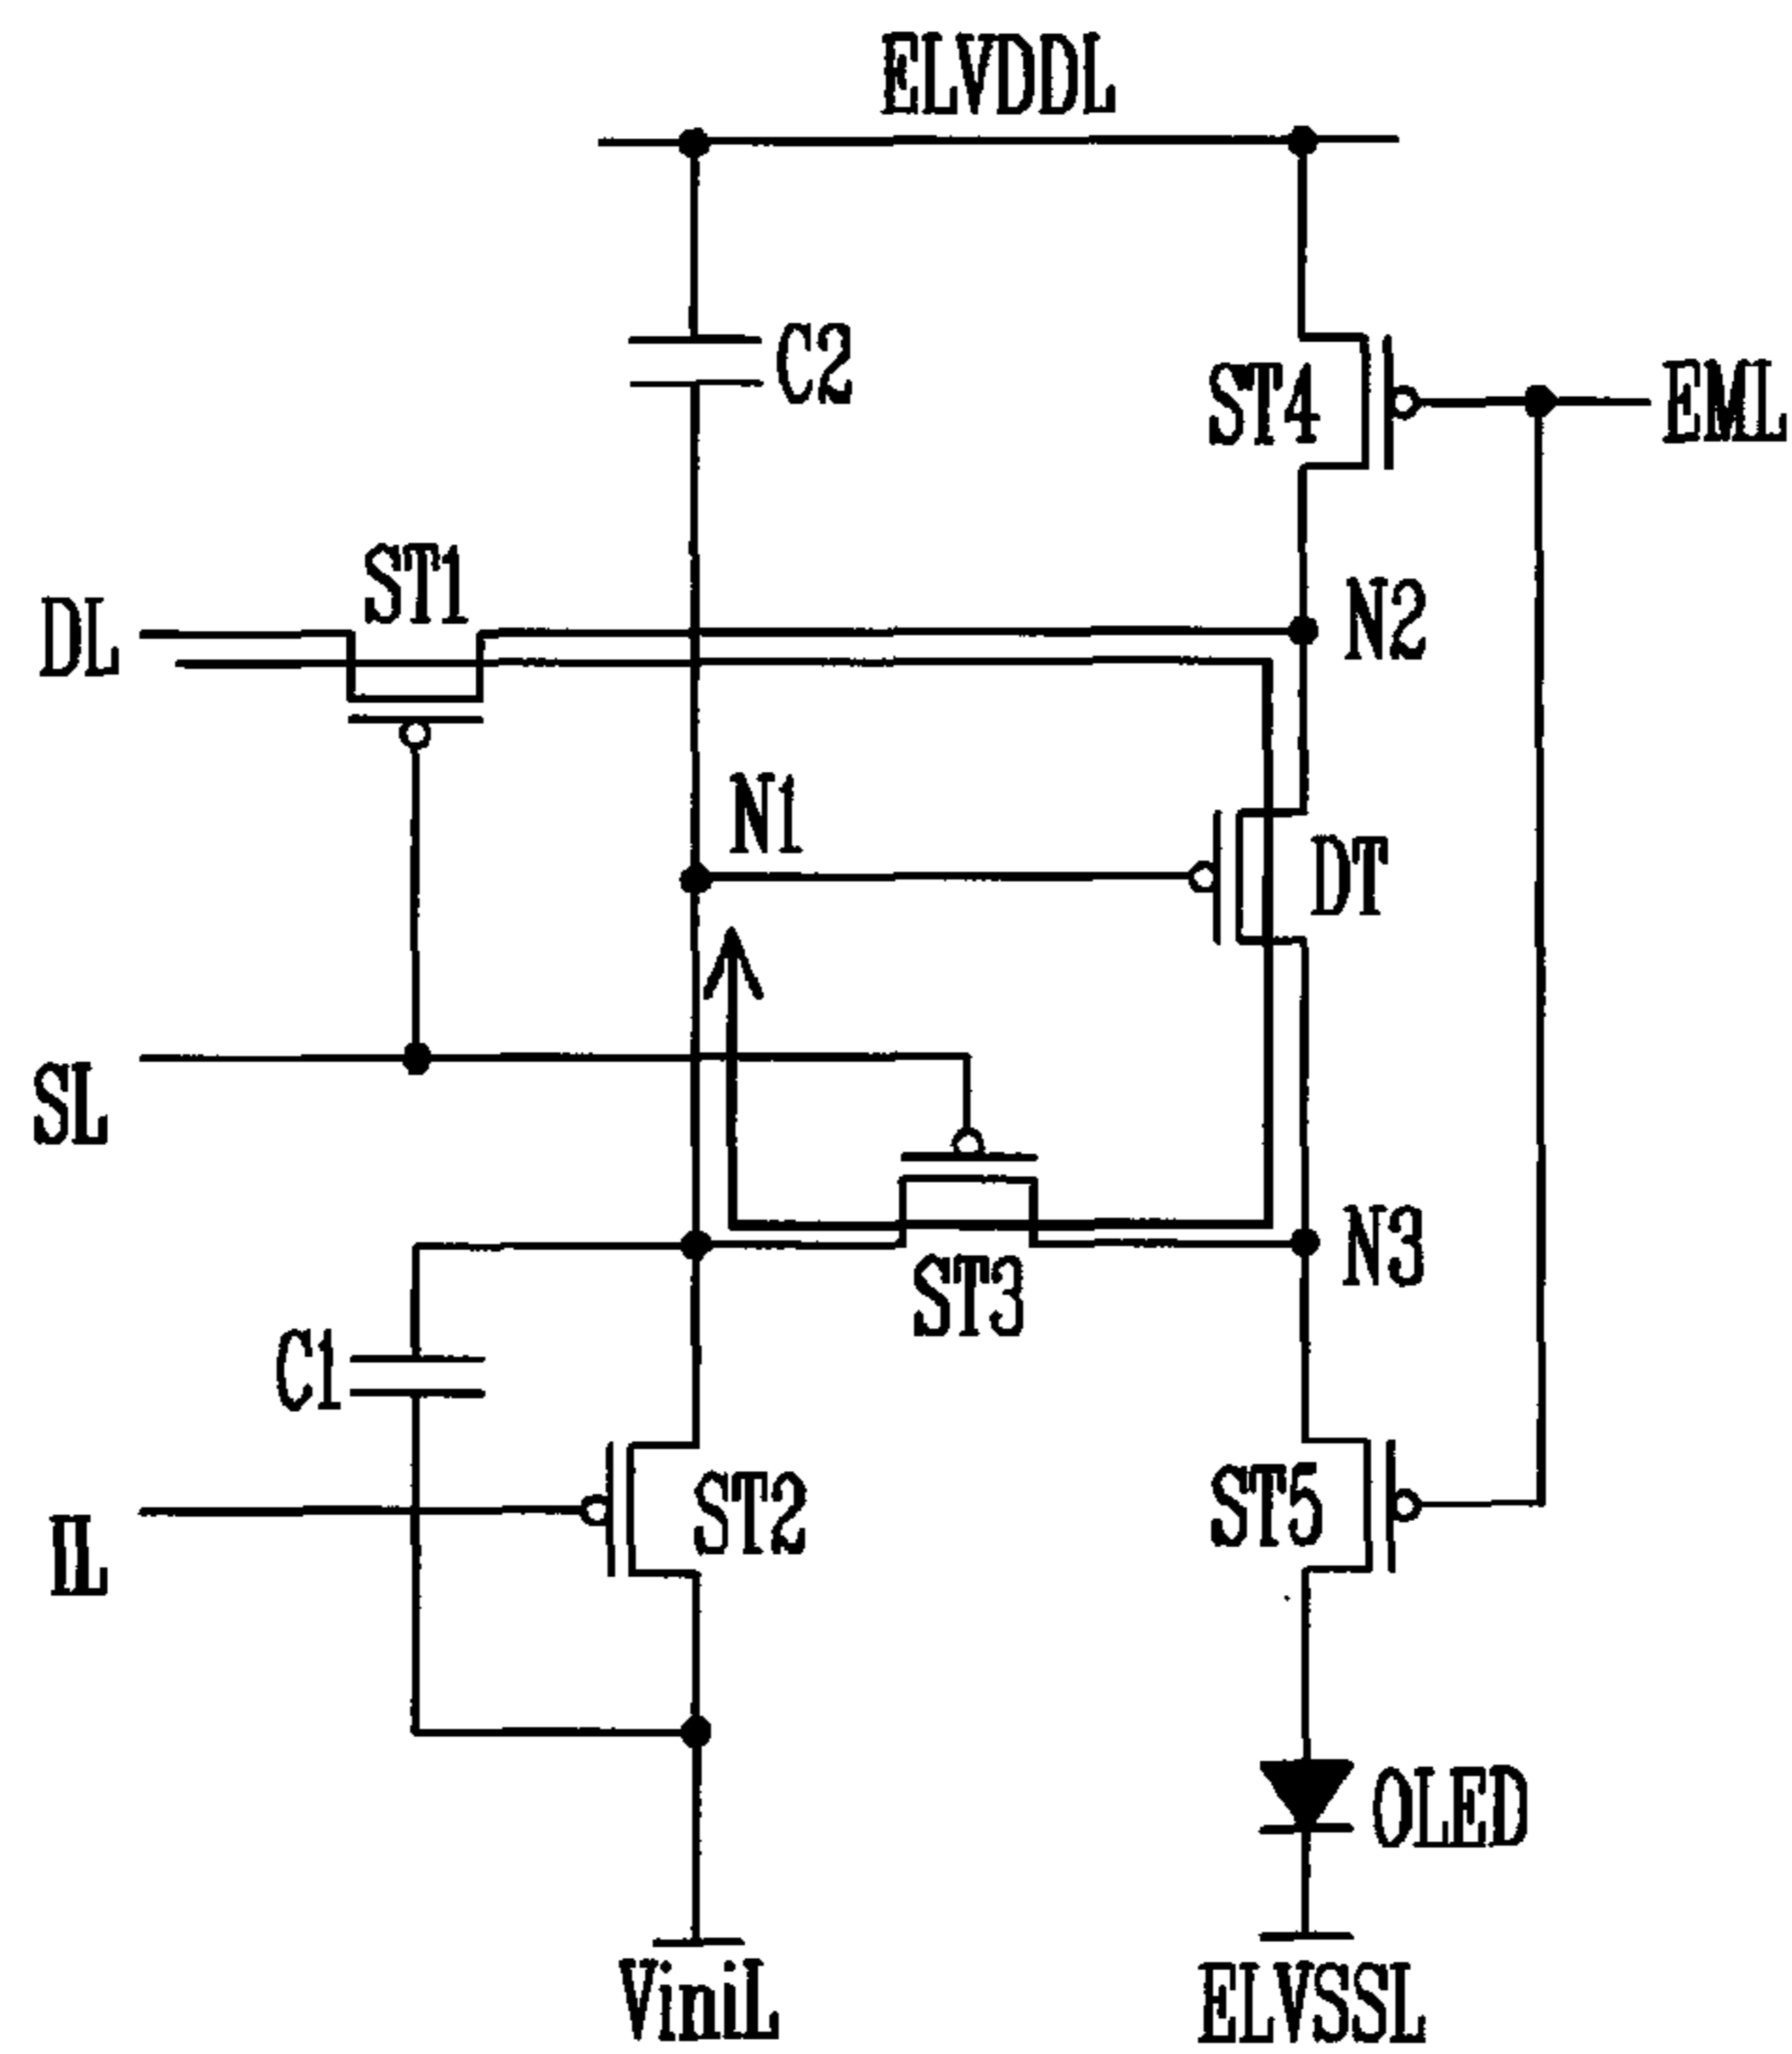 ELVDDL
C2
ST4
EML
ST1
DL
N2
N1
DT
SL
N3
ST3
C1
ST2
ST5
IL
OLED
ViniL
ELVSSL